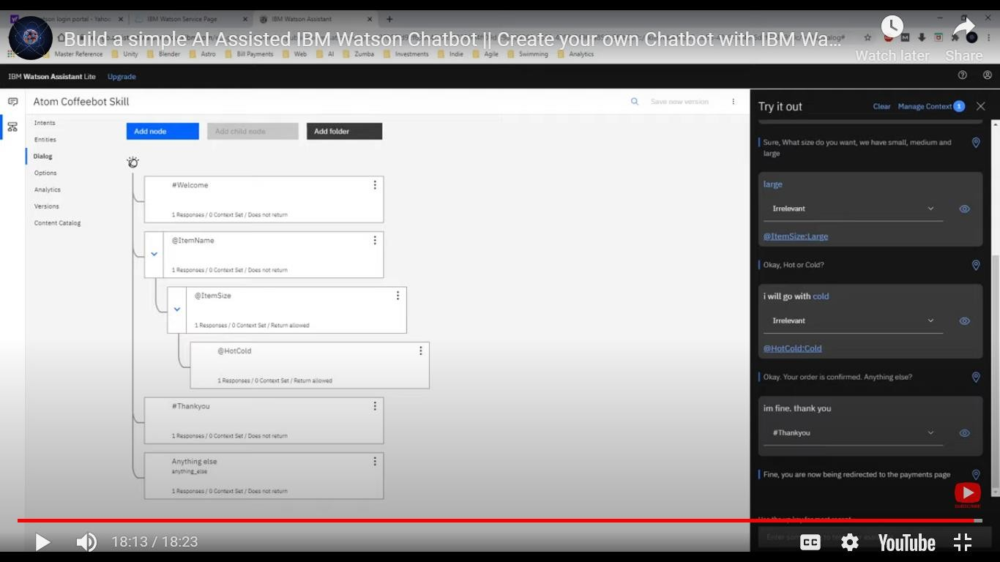 tson login portal - Yahoo
IBM Watson Service Page
IBM Watson Assistant
Build a simple AI Assisted IBM Watson Chatbot || Create your own Chatbot with IBM Wa...
Watch later
Share
Master Reference
Unity
Blender
Astro
Bill Payments
Web
AI
Zumba
Investments
Indie
Agile
Swimming
Analytics
IBM Watson Assistant Lite
Upgrade
Atom Coffeebot Skill
Save new version
Intents
Entities
Dialog
Options
Analytics
Versions
Content Catalog
Add node
Add child node
Add folder
#Welcome
1 Responses / 0 Context Set / Does not return
@ItemName
1 Responses / 0 Context Set / Does not return
@ItemSize
1 Responses / 0 Context Set / Return allowed
@HotCold
1 Responses / 0 Context Set / Return allowed
#Thankyou
1 Responses / 0 Context Set / Does not return
Anything else
anything_else
1 Responses / 0 Context Set / Does not return
Try it out
Clear
Manage Context 1
Sure, What size do you want, we have small, medium and
large
large
Irrelevant
@ItemSize:Large
Okay, Hot or Cold?
i will go with cold
Irrelevant
@HotCold:Cold
Okay. Your order is confirmed. Anything else?
im fine. thank you
#Thankyou
Fine, you are now being redirected to the payments page
SUBSCRIBE
18:13 / 18:23
CC
YouTube